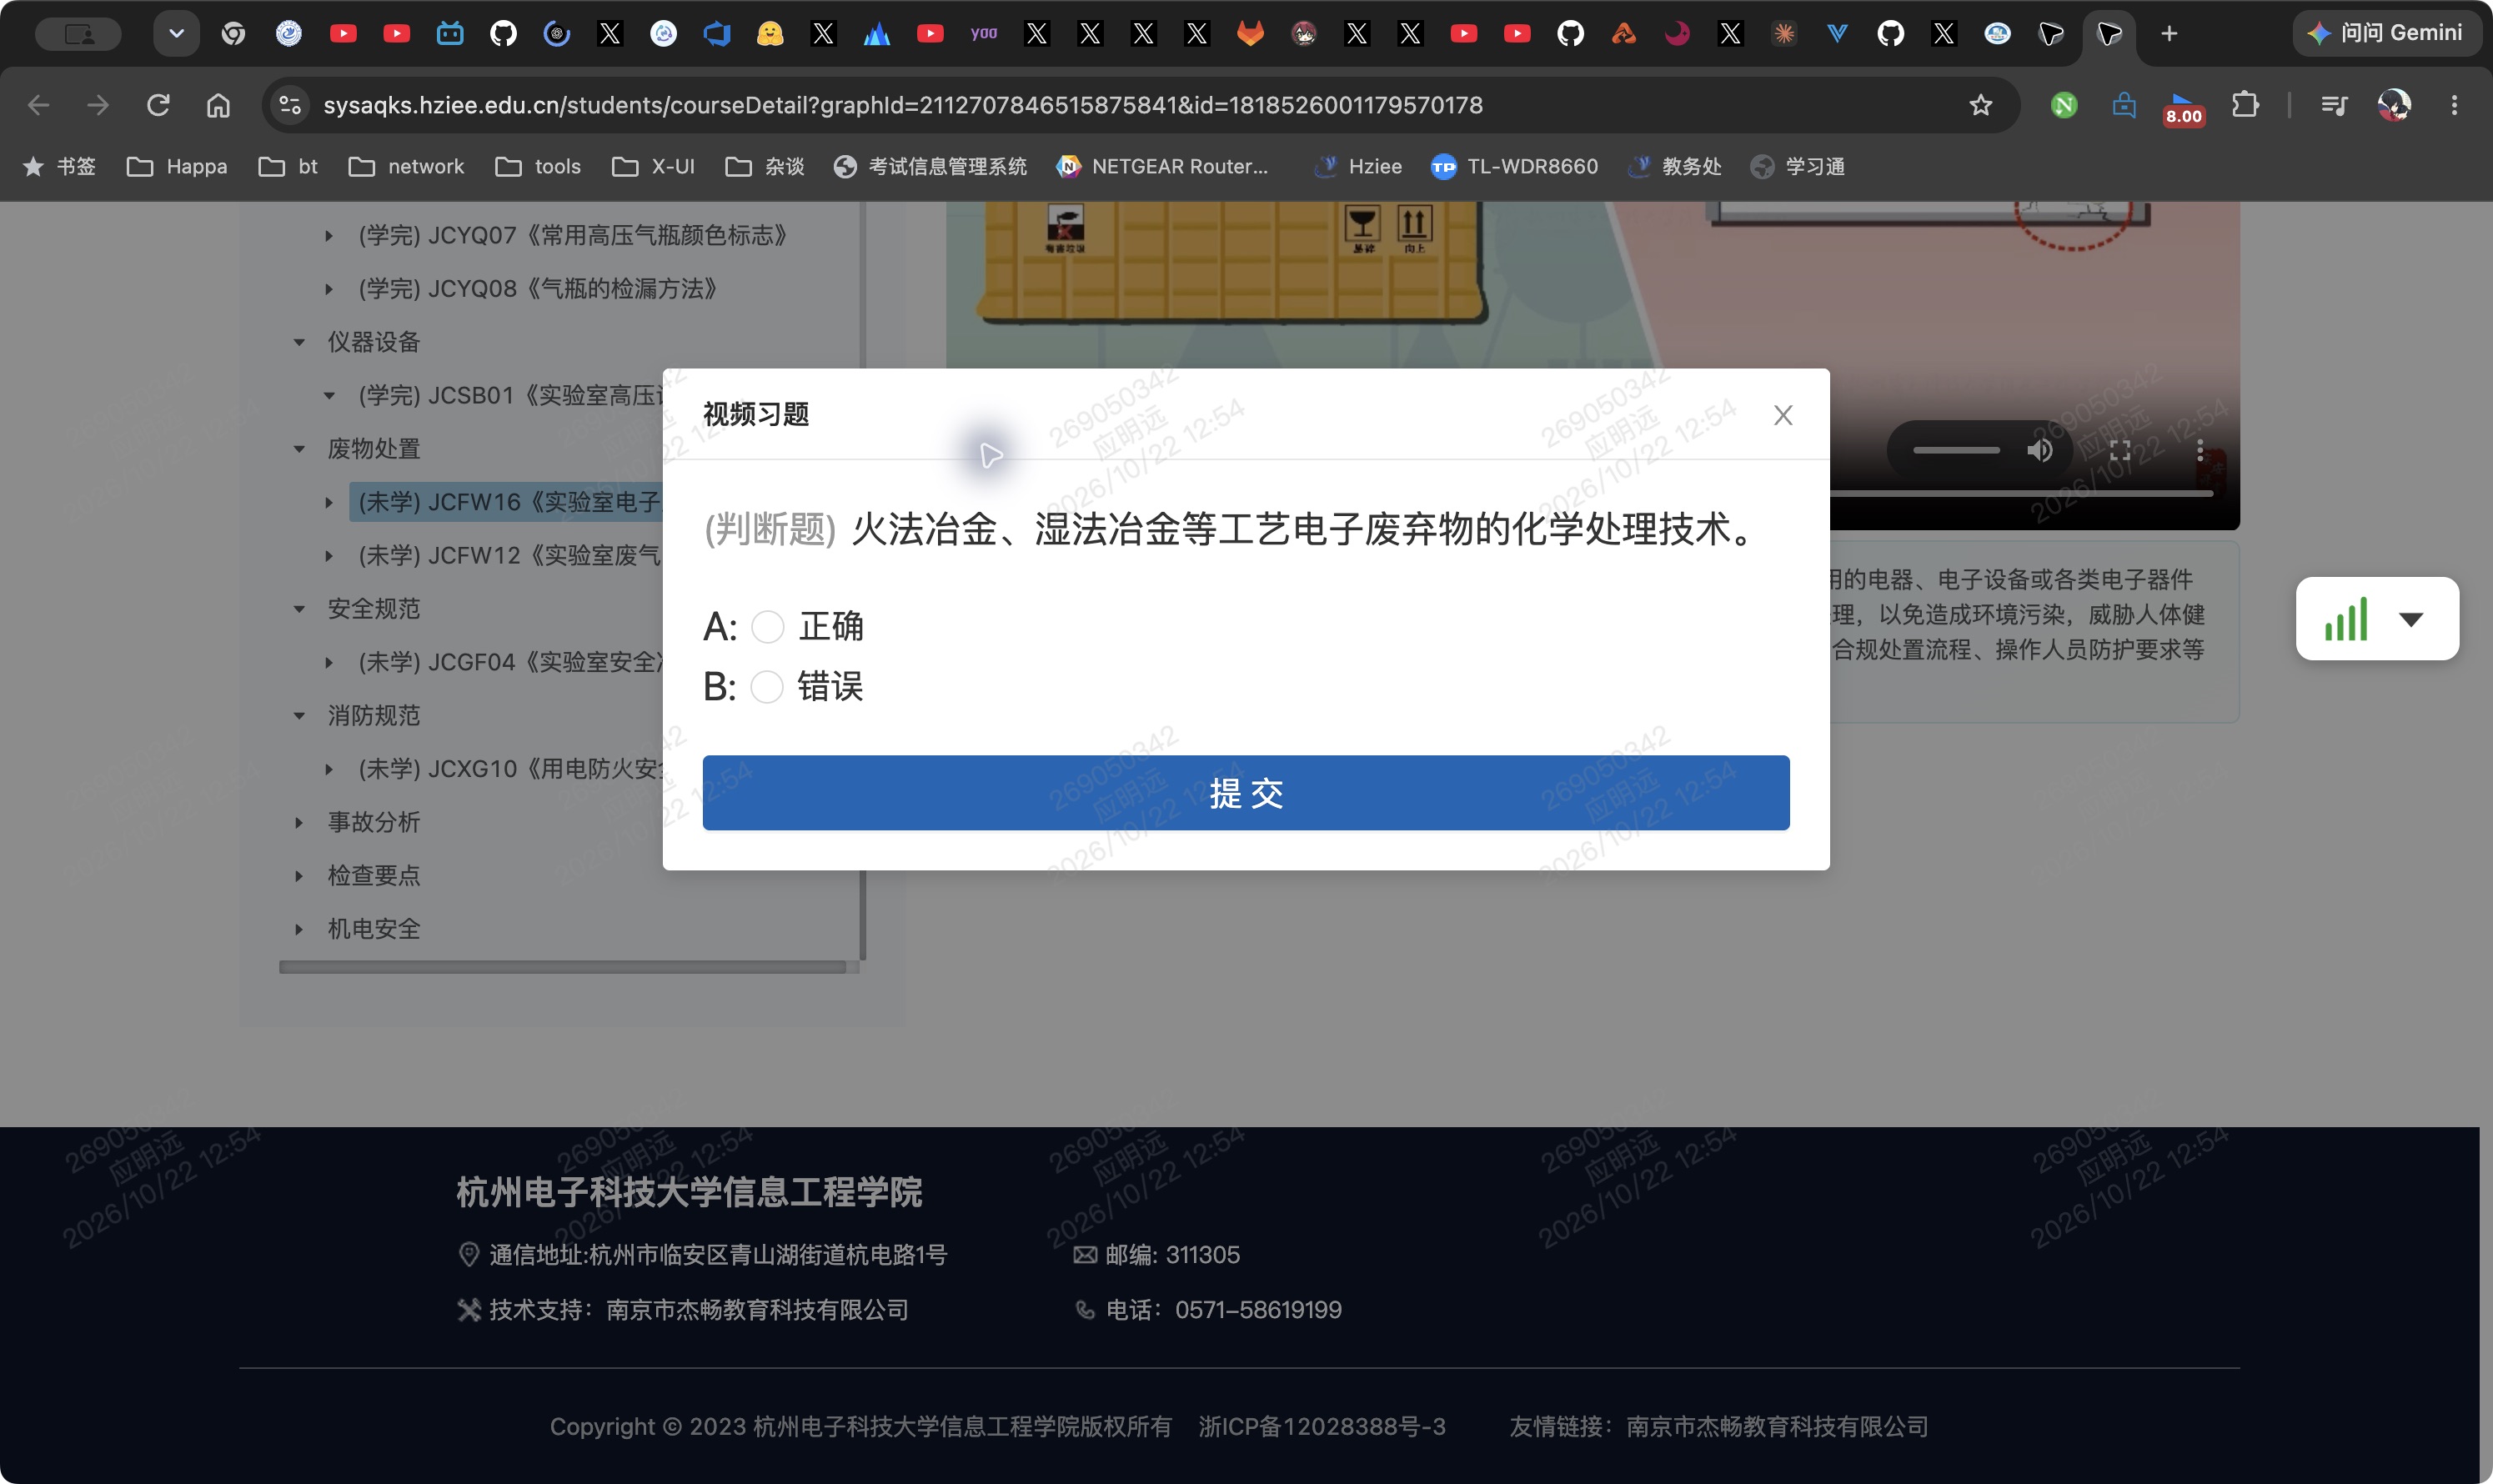 yoo
问问 Gemini
sysaqks.hziee.edu.cn/students/courseDetail?graphId=2112707846515875841&id=1818526001179570178
8.00
书签
Happa
bt
network
tools
X-UI
杂谈
考试信息管理系统
NETGEAR Router...
Hziee
TP TL-WDR8660
教务处
学习通
(学完) JCYQ07《常用高压气瓶颜色标志》
(学完) JCYQ08《气瓶的检漏方法》
仪器设备
(学完) JCSB01《实验室高压
废物处置
(未学) JCFW16《实验室电子
(未学) JCFW12《实验室废气
安全规范
(未学) JCGF04《实验室安全
消防规范
(未学) JCXG10《用电防火安
事故分析
检查要点
机电安全
有害垃圾
易碎
向上
视频习题
(判断题) 火法冶金、湿法冶金等工艺电子废弃物的化学处理技术。
A: 正确
B: 错误
提 交
用的电器、电子设备或各类电子器件
理，以免造成环境污染，威胁人体健
合规处置流程、操作人员防护要求等
杭州电子科技大学信息工程学院
通信地址:杭州市临安区青山湖街道杭电路1号
邮编: 311305
技术支持：南京市杰畅教育科技有限公司
电话：0571-58619199
Copyright © 2023 杭州电子科技大学信息工程学院版权所有 浙ICP备12028388号-3 友情链接：南京市杰畅教育科技有限公司
269050342
应明远
2026/10/22 12:54